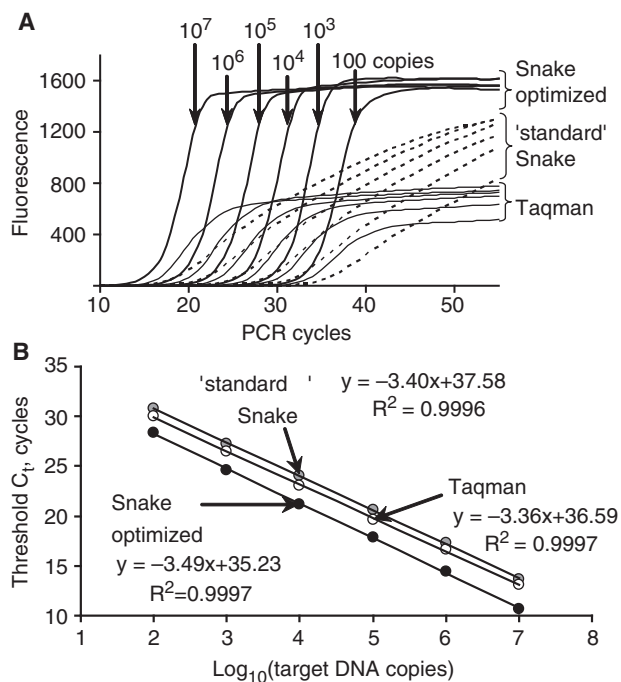 A
10⁷
10⁶
10⁵
10⁴
10³
100 copies
Fluorescence
1600
1200
800
400
10
20
30
40
50
PCR cycles
Snake
optimized
'standard'
Snake
Taqman
B
Threshold Cₜ, cycles
35
30
25
20
15
10
'standard '
Snake
y = –3.40x+37.58
R² = 0.9996
Taqman
y = –3.36x+36.59
R² = 0.9997
Snake
optimized
y = –3.49x+35.23
R²=0.9997
1
2
3
4
5
6
7
8
Log₁₀(target DNA copies)